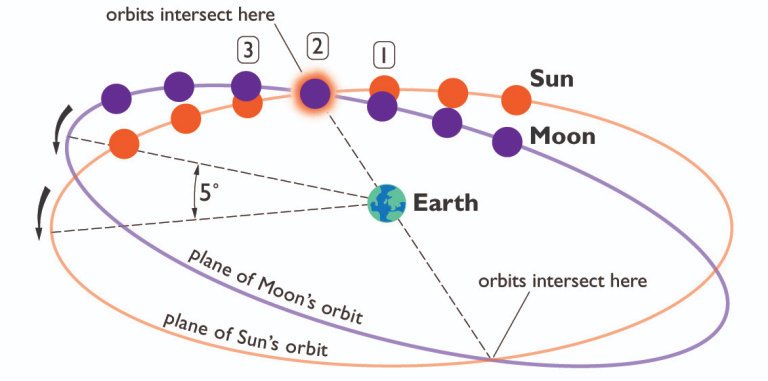 orbits intersect here
3
2
1
Sun
Moon
5°
Earth
plane of Moon's orbit
orbits intersect here
plane of Sun's orbit